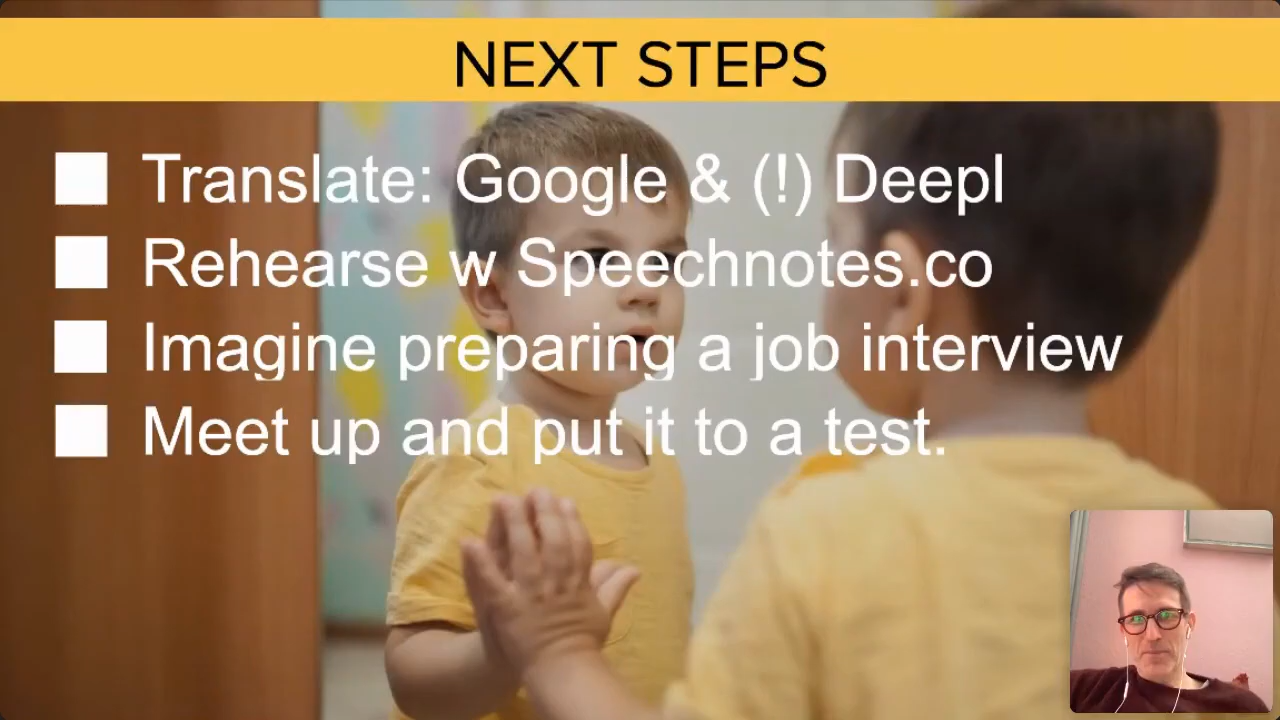 NEXT STEPS
Translate: Google & (!) Deepl
Rehearse w Speechnotes.co
Imagine preparing a job interview
Meet up and put it to a test.